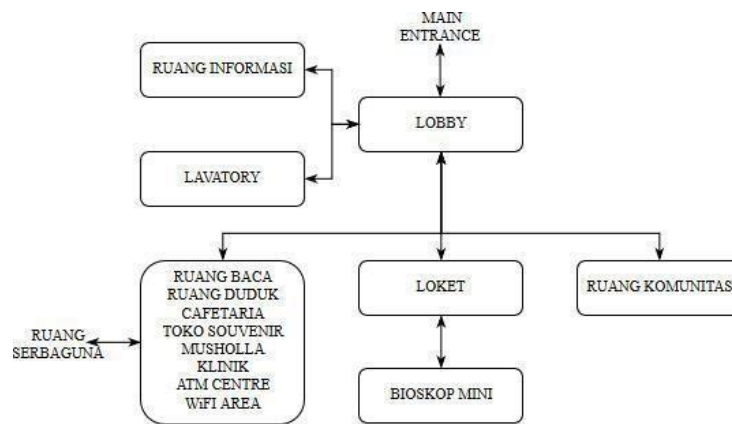 MAIN
ENTRANCE
RUANG INFORMASI
LOBBY
LAVATORY
RUANG BACA
RUANG DUDUK
CAFETARIA
TOKO SOUVENIR
MUSHOLLA
KLINIK
ATM CENTRE
WiFI AREA
LOKET
RUANG KOMUNITAS
RUANG
SERBAGUNA
BIOSKOP MINI